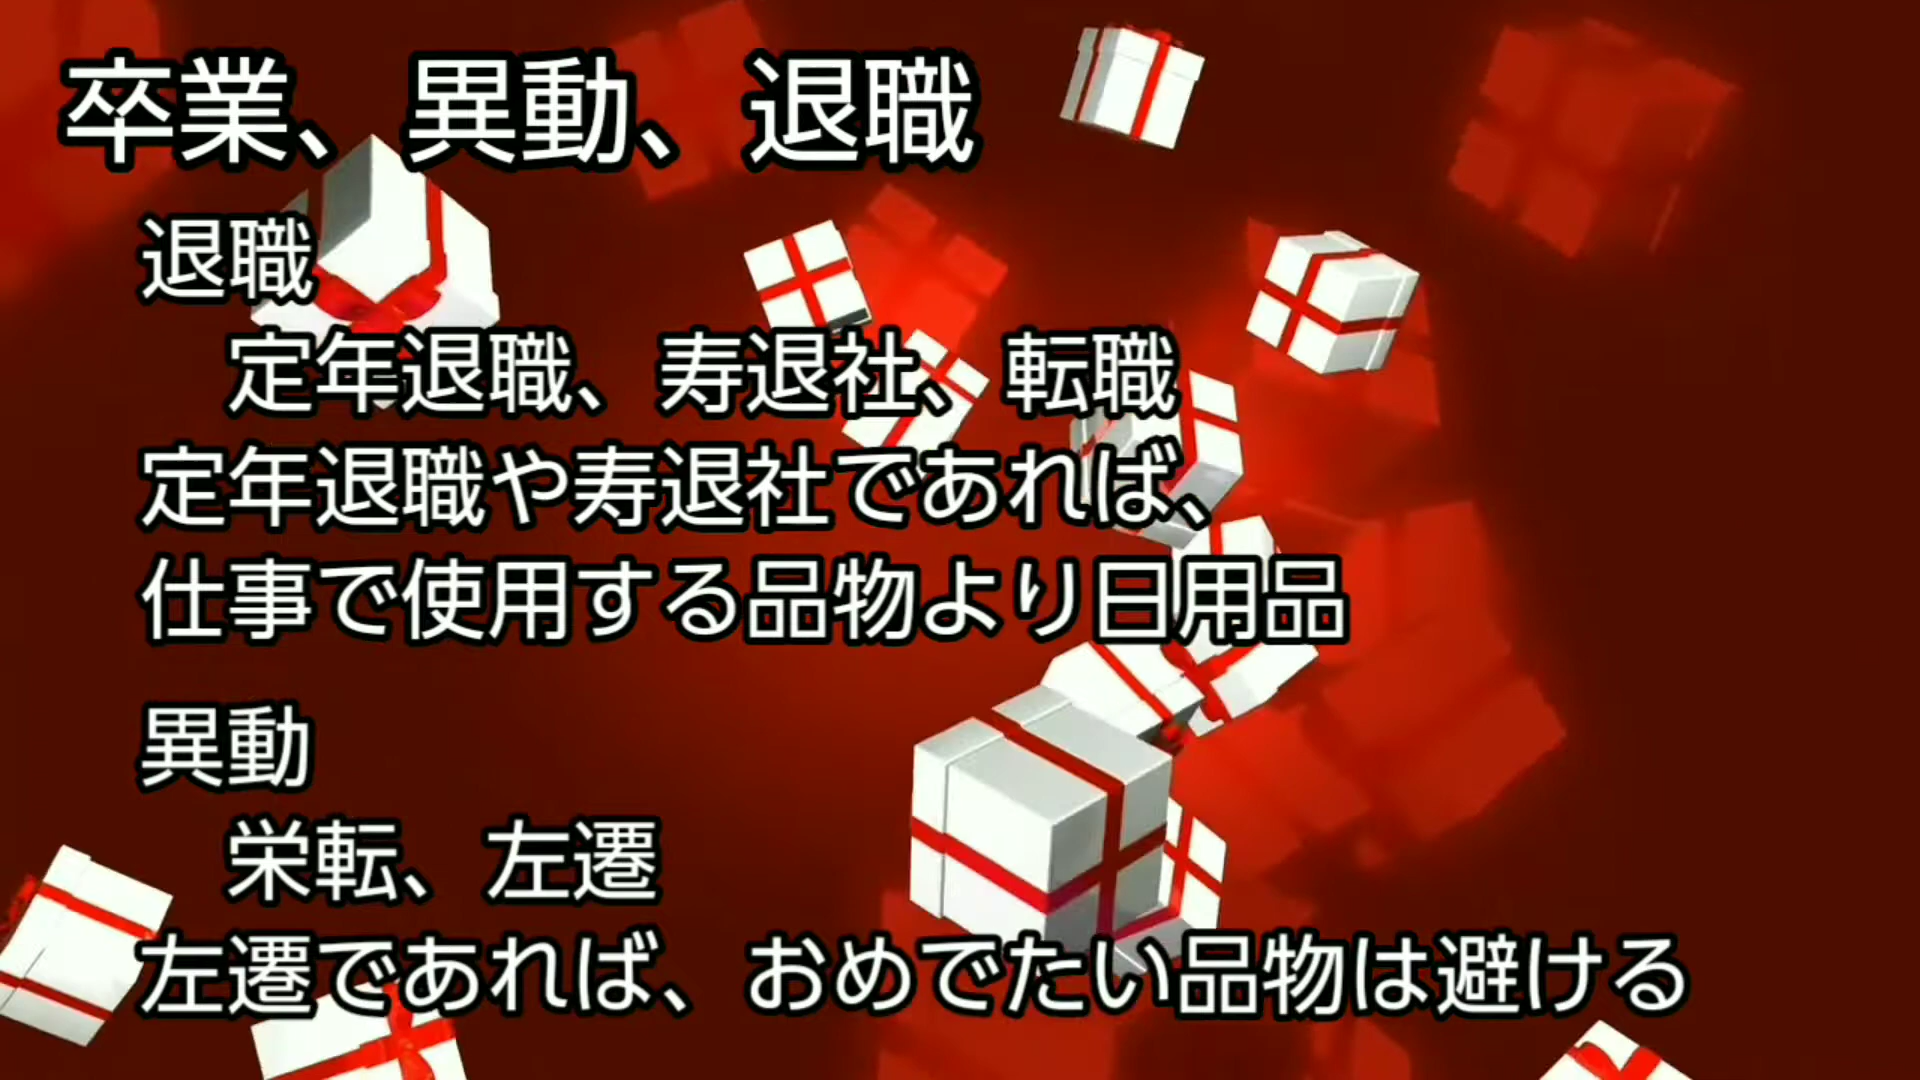 卒業、異動、退職
退職
定年退職、寿退社、転職
定年退職や寿退社であれば、
仕事で使用する品物より日用品
異動
栄転、左遷
左遷であれば、おめでたい品物は避ける